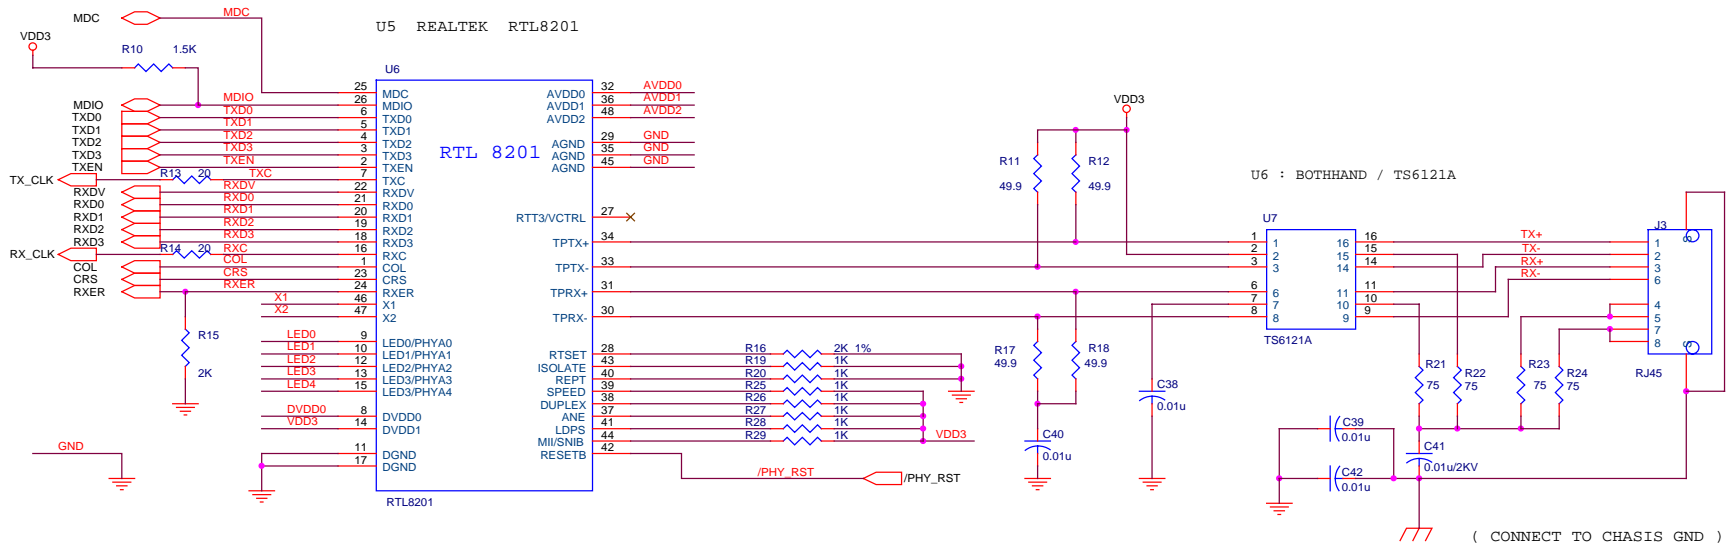 U5 REALTEK RTL8201
MDC MDC
VDD3
R10 1.5K
U6
RTL 8201
MDIO MDIO
TXD0 TXD0
TXD1 TXD1
TXD2 TXD2
TXD3 TXD3
TXEN TXEN
TX_CLK R13 20 TXC
RXDV RXDV
RXD0 RXD0
RXD1 RXD1
RXD2 RXD2
RXD3 RXD3
RX_CLK R14 20 RXC
COL COL
CRS CRS
RXER RXER
X1
X2
R15
2K
LED0
LED1
LED2
LED3
LED4
DVDD0
VDD3
GND
25 MDC
26 MDIO
6 TXD0
5 TXD1
4 TXD2
3 TXD3
2 TXEN
7 TXC
22 RXDV
21 RXD0
20 RXD1
19 RXD2
18 RXD3
16 RXC
1 COL
23 CRS
24 RXER
46 X1
47 X2
9 LED0/PHYA0
10 LED1/PHYA1
12 LED2/PHYA2
13 LED3/PHYA3
15 LED3/PHYA4
8 DVDD0
14 DVDD1
11 DGND
17 DGND
RTL8201
AVDD0 32 AVDD0
AVDD1 36 AVDD1
AVDD2 48 AVDD2
AGND 29 GND
AGND 35 GND
AGND 45 GND
RTT3/VCTRL 27
TPTX+ 34
TPTX- 33
TPRX+ 31
TPRX- 30
RTSET 28 R16 2K 1%
ISOLATE 43 R19 1K
REPT 40 R20 1K
SPEED 39 R25 1K
DUPLEX 38 R26 1K
ANE 37 R27 1K
LDPS 41 R28 1K
MII/SNIB 44 R29 1K VDD3
RESETB 42
/PHY_RST /PHY_RST
VDD3
R11
49.9
R12
49.9
R17
49.9
R18
49.9
C40
0.01u
C38
0.01u
U6 : BOTHHAND / TS6121A
U7
1 1 16 16
2 2 15 15
3 3 14 14
6 6 11 11
7 7 10 10
8 8 9 9
TS6121A
TX+
TX-
RX+
RX-
J3
S
1
2
3
6
4
5
7
8
S
RJ45
R21
75
R22
75
R23
75
R24
75
C39
0.01u
C42
0.01u
C41
0.01u/2KV
( CONNECT TO CHASIS GND )